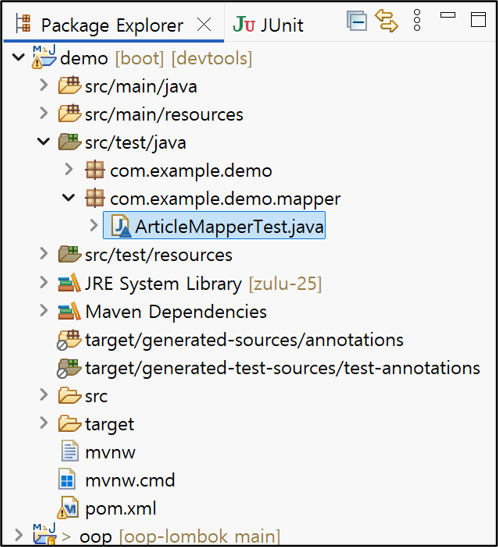 Package Explorer JUnit
demo [boot] [devtools]
src/main/java
src/main/resources
src/test/java
com.example.demo
com.example.demo.mapper
ArticleMapperTest.java
src/test/resources
JRE System Library [zulu-25]
Maven Dependencies
target/generated-sources/annotations
target/generated-test-sources/test-annotations
src
target
mvnw
mvnw.cmd
pom.xml
> oop [oop-lombok main]